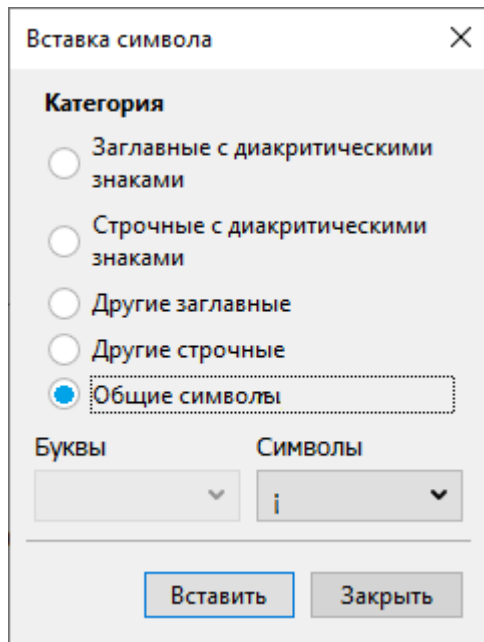 Вставка символа
Категория
Заглавные с диакритическими
знаками
Строчные с диакритическими
знаками
Другие заглавные
Другие строчные
Общие символы
Буквы Символы
¡
Вставить Закрыть